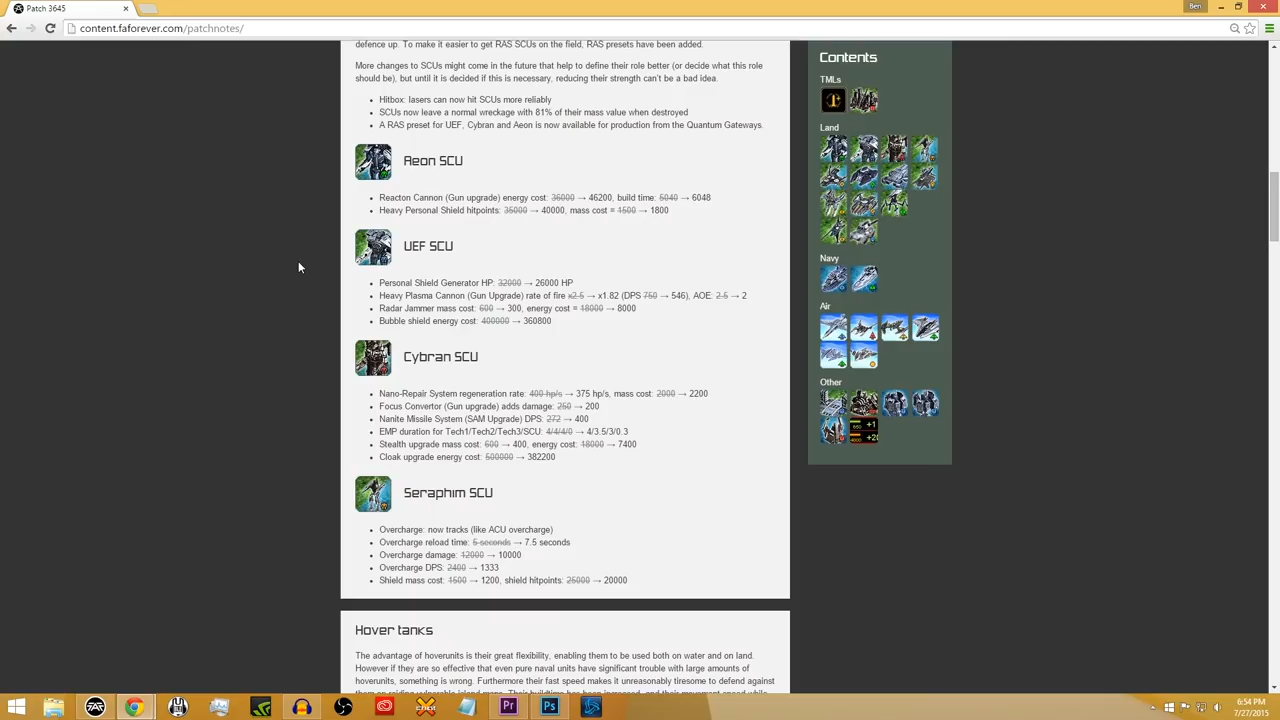 Patch 3645
Ben
content.faforever.com/patchnotes/
defence up. To make it easier to get RAS SCUs on the field, RAS presets have been added.
More changes to SCUs might come in the future that help to define their role better (or decide what this role
should be), but until it is decided if this is necessary, reducing their strength can't be a bad idea.
Hitbox: lasers can now hit SCUs more reliably
SCUs now leave a normal wreckage with 81% of their mass value when destroyed
A RAS preset for UEF, Cybran and Aeon is now available for production from the Quantum Gateways.
Aeon SCU
Reacton Cannon (Gun upgrade) energy cost: 36000 → 46200, build time: 5040 → 6048
Heavy Personal Shield hitpoints: 35000 → 40000, mass cost = 1500 → 1800
UEF SCU
Personal Shield Generator HP: 32000 → 26000 HP
Heavy Plasma Cannon (Gun Upgrade) rate of fire x2.5 → x1.82 (DPS 750 → 546), AOE: 2.5 → 2
Radar Jammer mass cost: 600 → 300, energy cost = 18000 → 8000
Bubble shield energy cost: 400000 → 360800
Cybran SCU
Nano-Repair System regeneration rate: 400 hp/s → 375 hp/s, mass cost: 2000 → 2200
Focus Convertor (Gun upgrade) adds damage: 250 → 200
Nanite Missile System (SAM Upgrade) DPS: 272 → 400
EMP duration for Tech1/Tech2/Tech3/SCU: 4/4/4/0 → 4/3.5/3/0.3
Stealth upgrade mass cost: 600 → 400, energy cost: 18000 → 7400
Cloak upgrade energy cost: 500000 → 382200
Seraphim SCU
Overcharge: now tracks (like ACU overcharge)
Overcharge reload time: 5 seconds → 7.5 seconds
Overcharge damage: 12000 → 10000
Overcharge DPS: 2400 → 1333
Shield mass cost: 1500 → 1200, shield hitpoints: 25000 → 20000
Hover tanks
The advantage of hoverunits is their great flexibility, enabling them to be used both on water and on land.
However if they are so effective that even pure naval units have significant trouble with large amounts of
hoverunits, something is wrong. Furthermore their fast speed makes it unreasonably tiresome to defend against
Contents
TMLs
Land
Navy
Air
Other
6:54 PM
7/27/2015